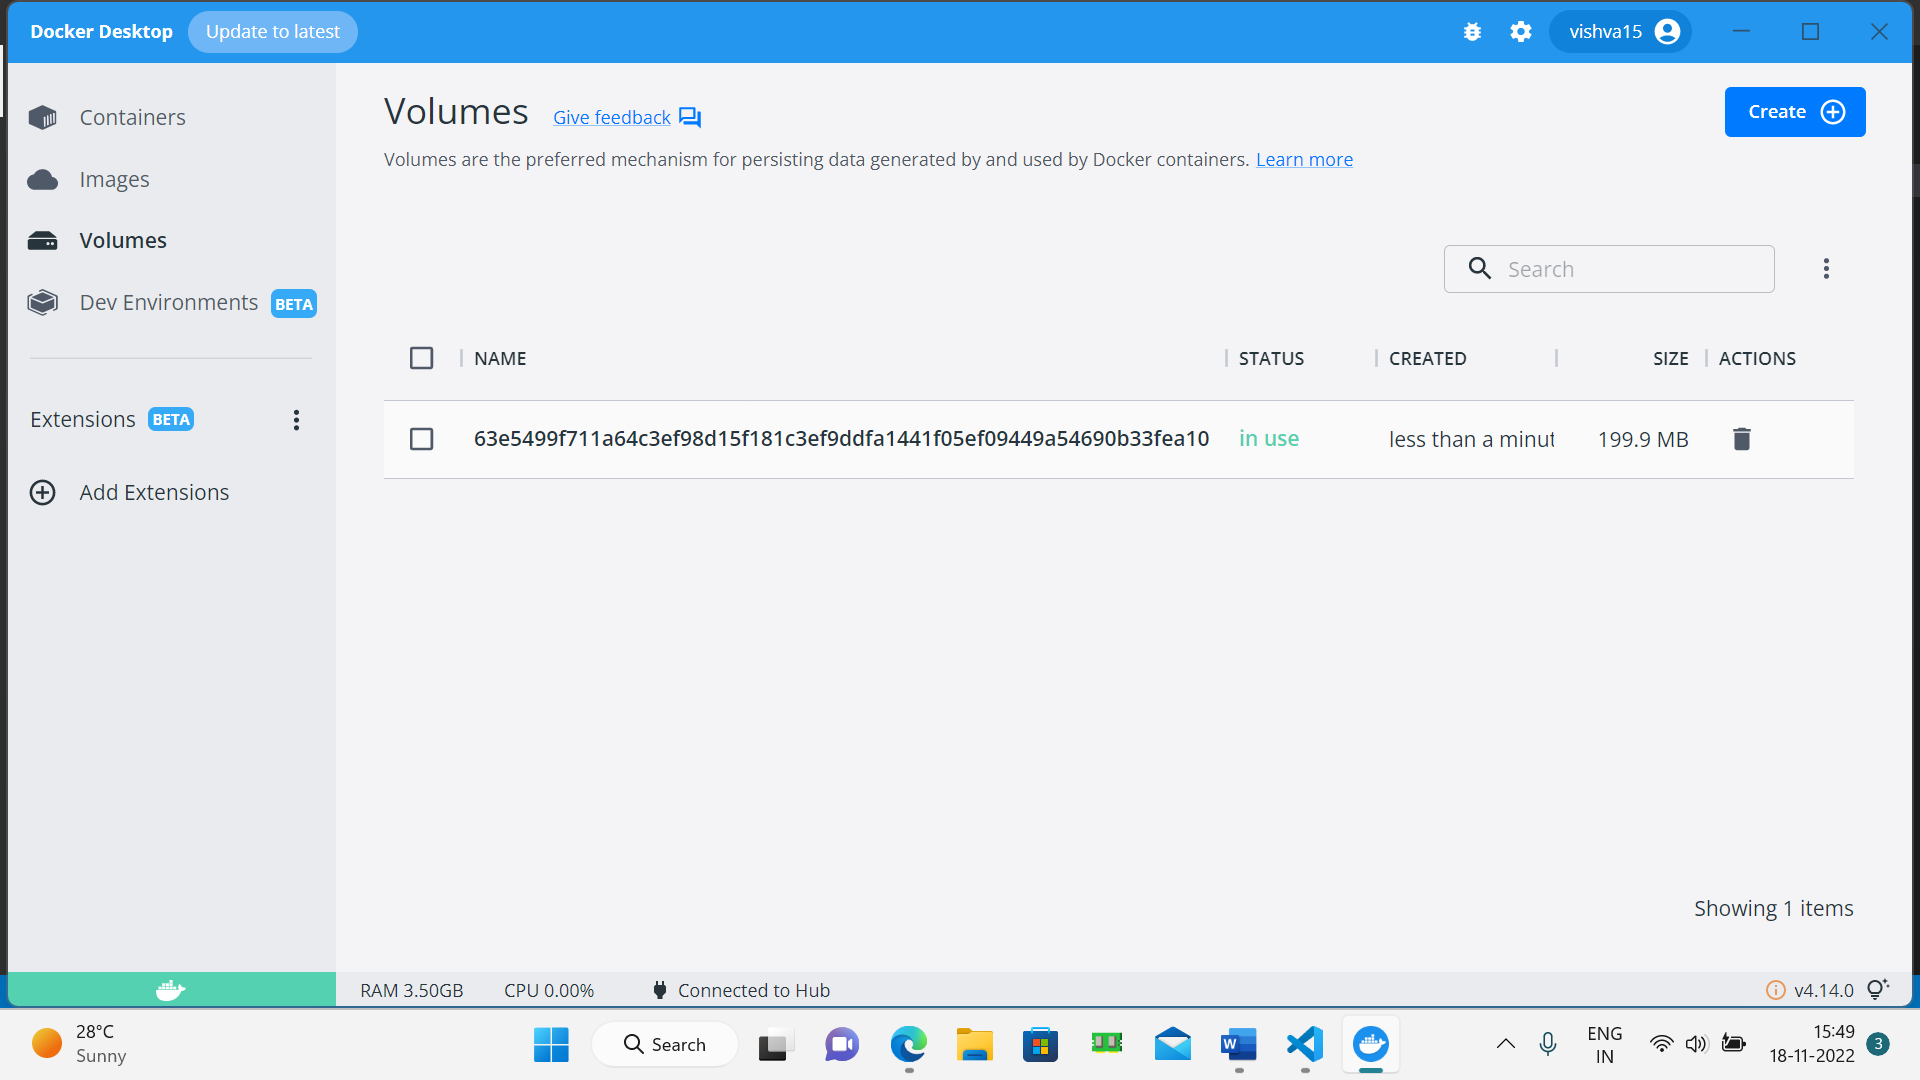 Docker Desktop Update to latest vishva15
Containers
Images
Volumes
Dev Environments BETA
Extensions BETA
Add Extensions
Volumes Give feedback
Create
Volumes are the preferred mechanism for persisting data generated by and used by Docker containers. Learn more
Search
NAME STATUS CREATED SIZE ACTIONS
63e5499f711a64c3ef98d15f181c3ef9ddfa1441f05ef09449a54690b33fea10 in use less than a minut 199.9 MB
Showing 1 items
RAM 3.50GB CPU 0.00% Connected to Hub v4.14.0
28°C
Sunny
Search
ENG
IN
15:49
18-11-2022
3